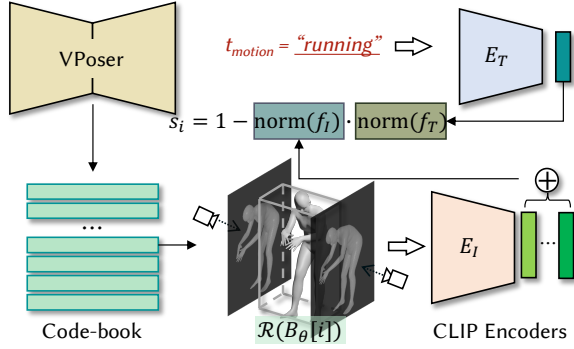 VPoser
t_motion = "running"
E_T
s_i = 1 − norm(f_I) · norm(f_T)
...
...
E_I
Code-book
ℛ(B_θ[i])
CLIP Encoders